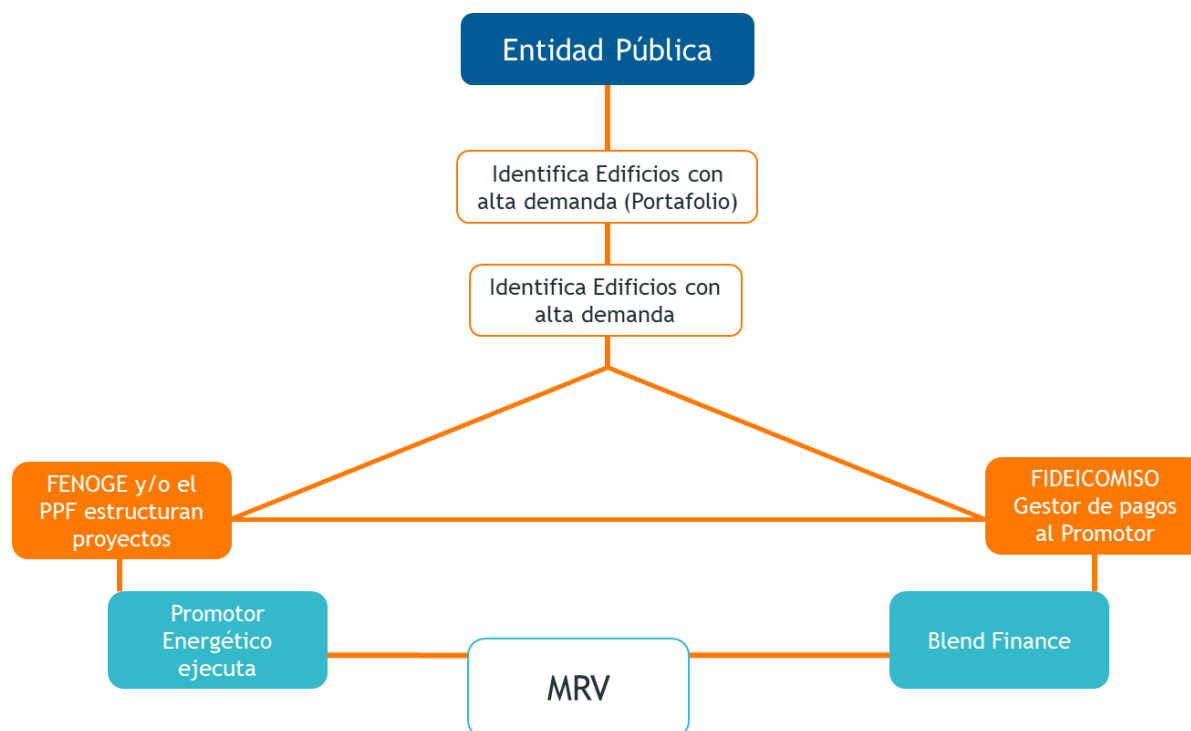 Entidad Pública
Identifica Edificios con
alta demanda (Portafolio)
Identifica Edificios con
alta demanda
FENOGE y/o el
PPF estructuran
proyectos
FIDEICOMISO
Gestor de pagos
al Promotor
Promotor
Energético
ejecuta
Blend Finance
MRV